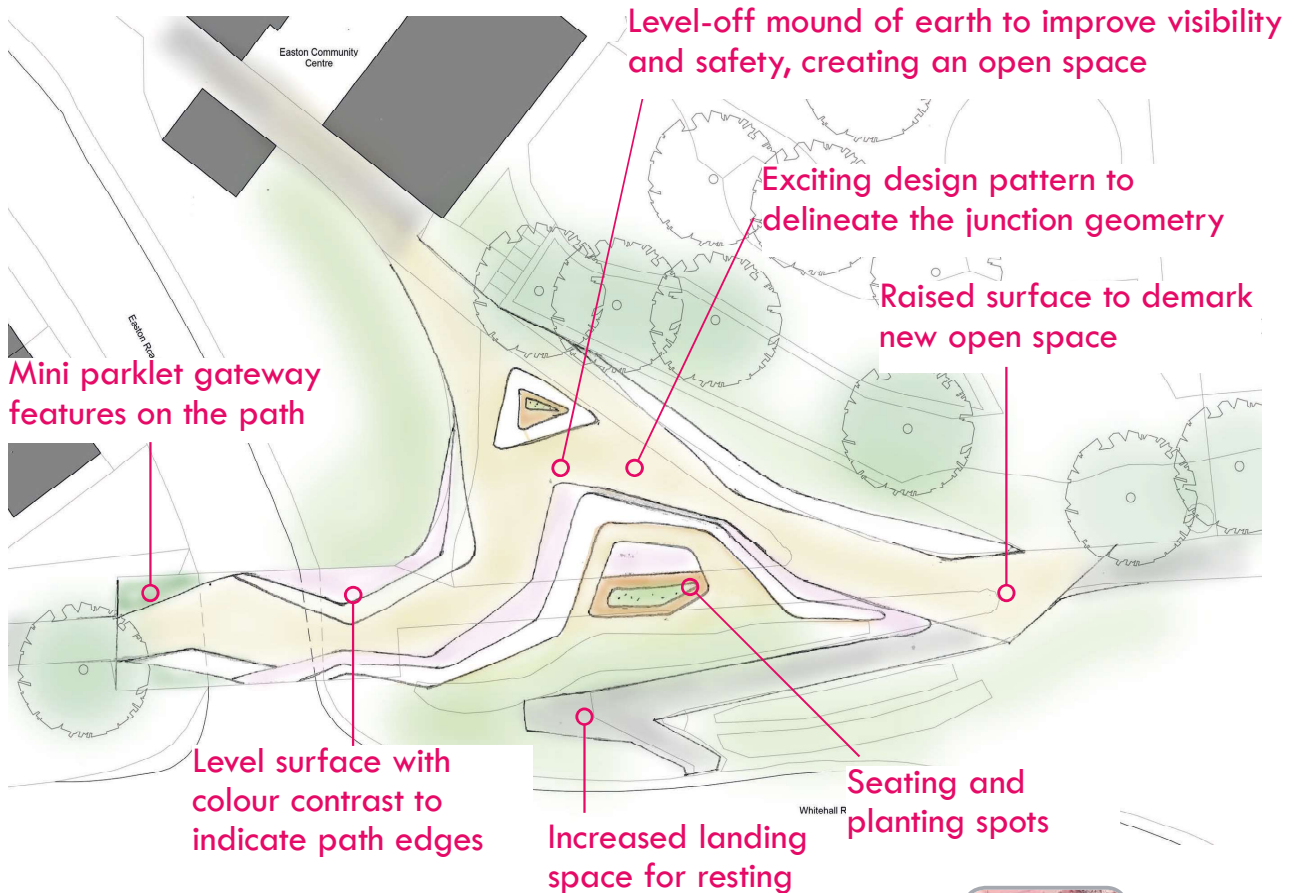 Level-off mound of earth to improve visibility
and safety, creating an open space
Easton Community
Centre
Exciting design pattern to
delineate the junction geometry
Raised surface to demark
new open space
Easton Roa
Mini parklet gateway
features on the path
Level surface with
colour contrast to
indicate path edges
Increased landing
space for resting
Whitehall R
Seating and
planting spots